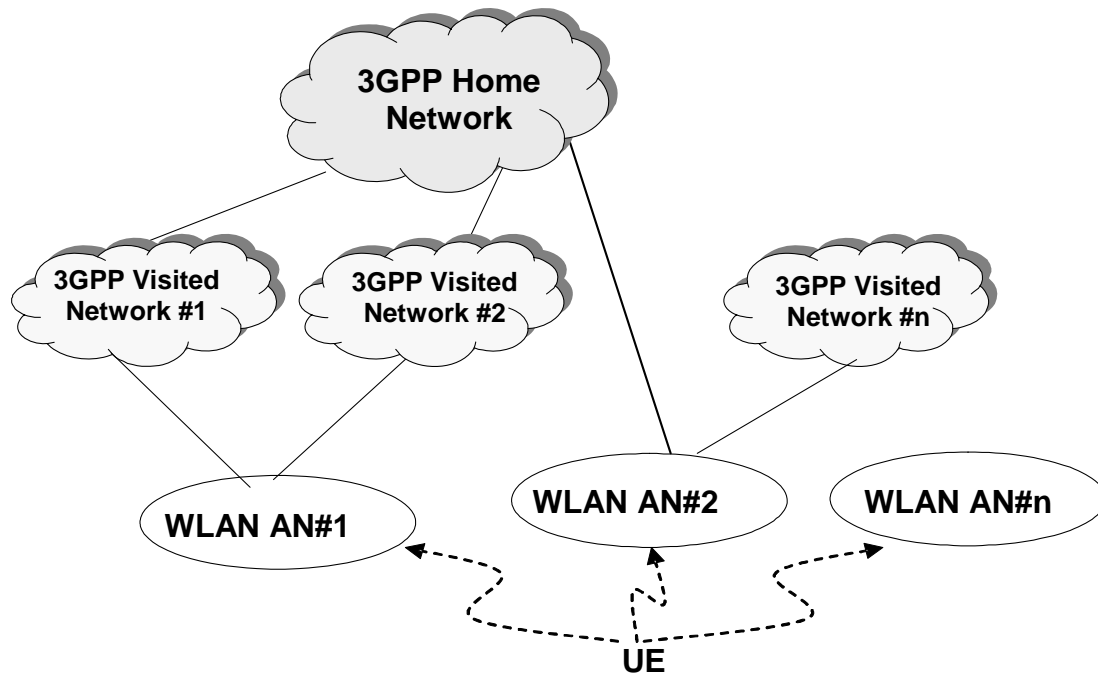 3GPP Home
Network
3GPP Visited
Network #1
3GPP Visited
Network #2
3GPP Visited
Network #n
WLAN AN#1
WLAN AN#2
WLAN AN#n
UE